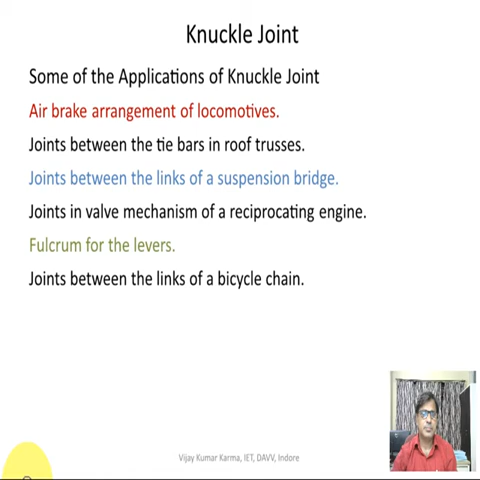 Knuckle Joint
Some of the Applications of Knuckle Joint
Air brake arrangement of locomotives.
Joints between the tie bars in roof trusses.
Joints between the links of a suspension bridge.
Joints in valve mechanism of a reciprocating engine.
Fulcrum for the levers.
Joints between the links of a bicycle chain.
Vijay Kumar Karma, IET, DAVV, Indore